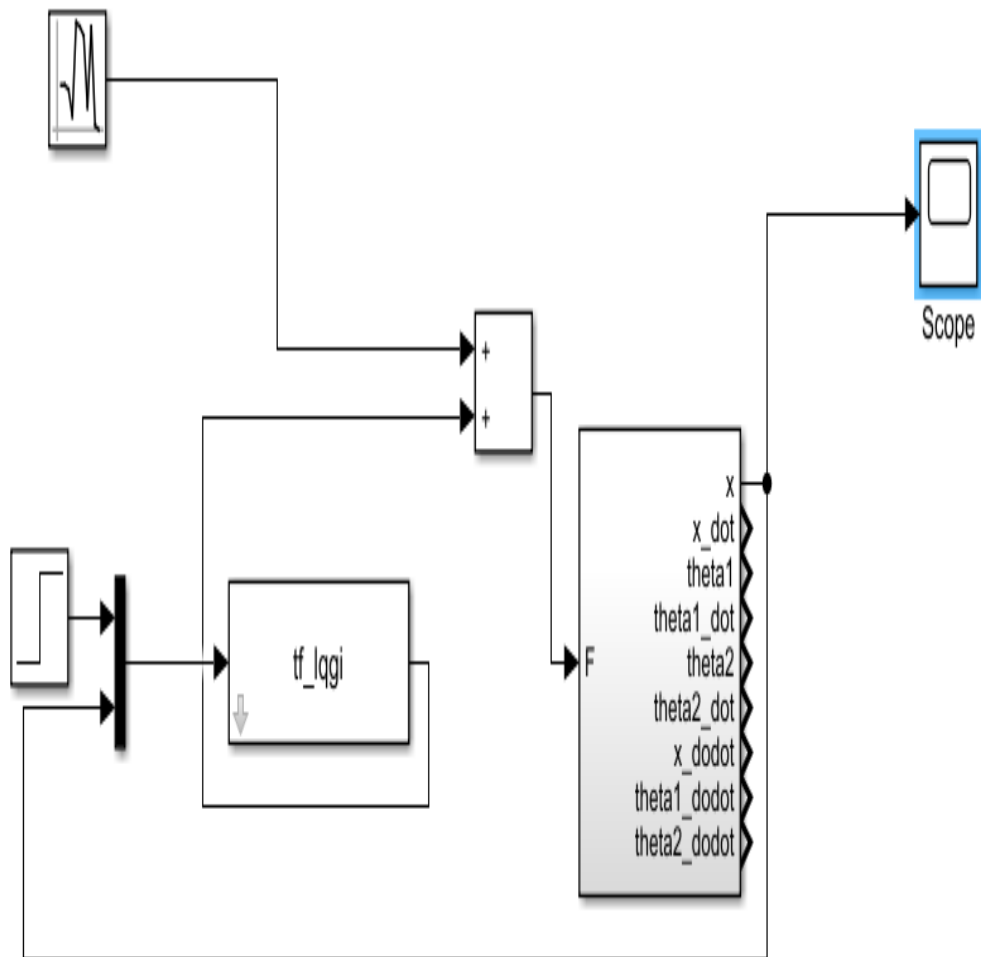 Scope
+
+
tf_lqgi
F
x
x_dot
theta1
theta1_dot
theta2
theta2_dot
x_dodot
theta1_dodot
theta2_dodot